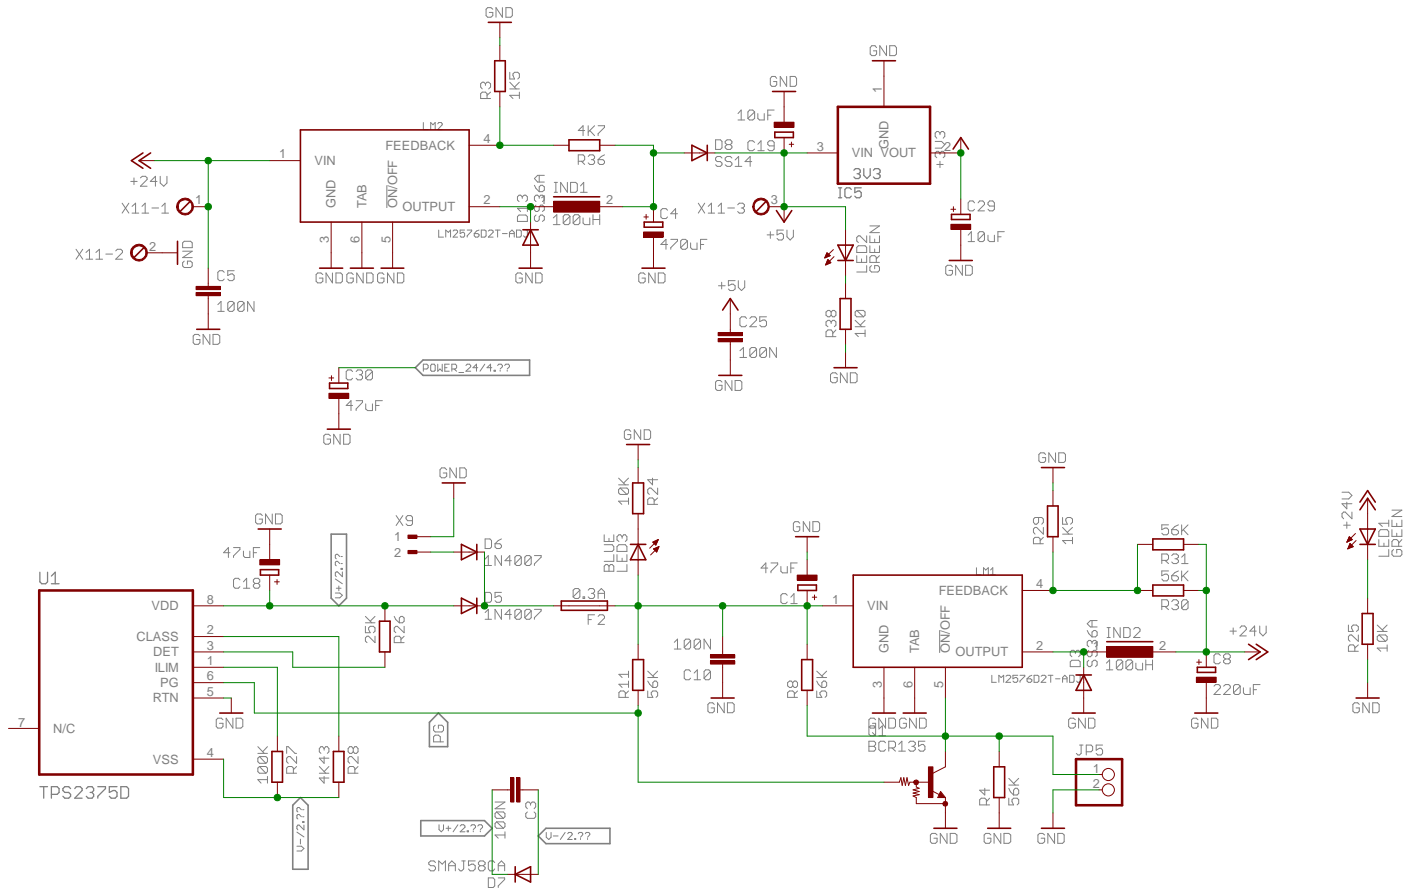 GND
R3
1K5
LM2
FEEDBACK
4
4K7
R36
VIN
1
+24V
X11-1
1
X11-2
2
GND
C5
100N
GND
GND
TAB
ON/OFF
OUTPUT
2
3
6
5
GND
GND
GND
LM2576D2T-ADJ
D13
SS36A
GND
IND1
2
100uH
C4
470uF
GND
D8
SS14
GND
10uF
C19
X11-3
3
+5V
GND
1
GND
VIN
VOUT
3
2
3V3
IC5
+3V3
C29
10uF
GND
LED2
GREEN
R38
1K0
GND
+5V
C25
100N
GND
C30
POWER_24/4.??
47uF
GND
GND
R24
10K
BLUE
LED3
GND
X9
1
2
D6
1N4007
D5
1N4007
0.3A
F2
GND
47uF
C18
V+/2.??
U1
VDD
8
CLASS
2
DET
3
ILIM
1
PG
6
RTN
5
7
N/C
VSS
4
TPS2375D
GND
25K
R26
100K
R27
4K43
R28
V-/2.??
PG
R11
56K
100N
C10
GND
GND
47uF
C1
R8
56K
1
VIN
LM1
FEEDBACK
4
GND
TAB
ON/OFF
OUTPUT
2
3
6
5
GND
GND
LM2576D2T-ADJ
Q1
BCR135
GND
R29
1K5
56K
R31
56K
R30
D3
SS36A
GND
IND2
2
100uH
C8
220uF
GND
+24V
R4
56K
GND
GND
JP5
1
2
GND
+24V
LED1
GREEN
R25
10K
GND
V+/2.??
100N
C3
V-/2.??
SMAJ58CA
D7